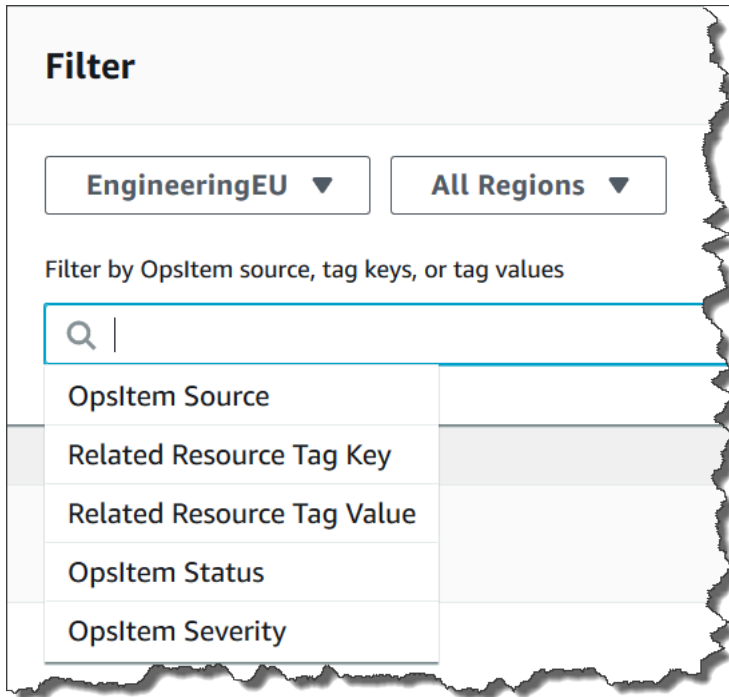 Filter
EngineeringEU ▼ All Regions ▼
Filter by OpsItem source, tag keys, or tag values
OpsItem Source
Related Resource Tag Key
Related Resource Tag Value
OpsItem Status
OpsItem Severity